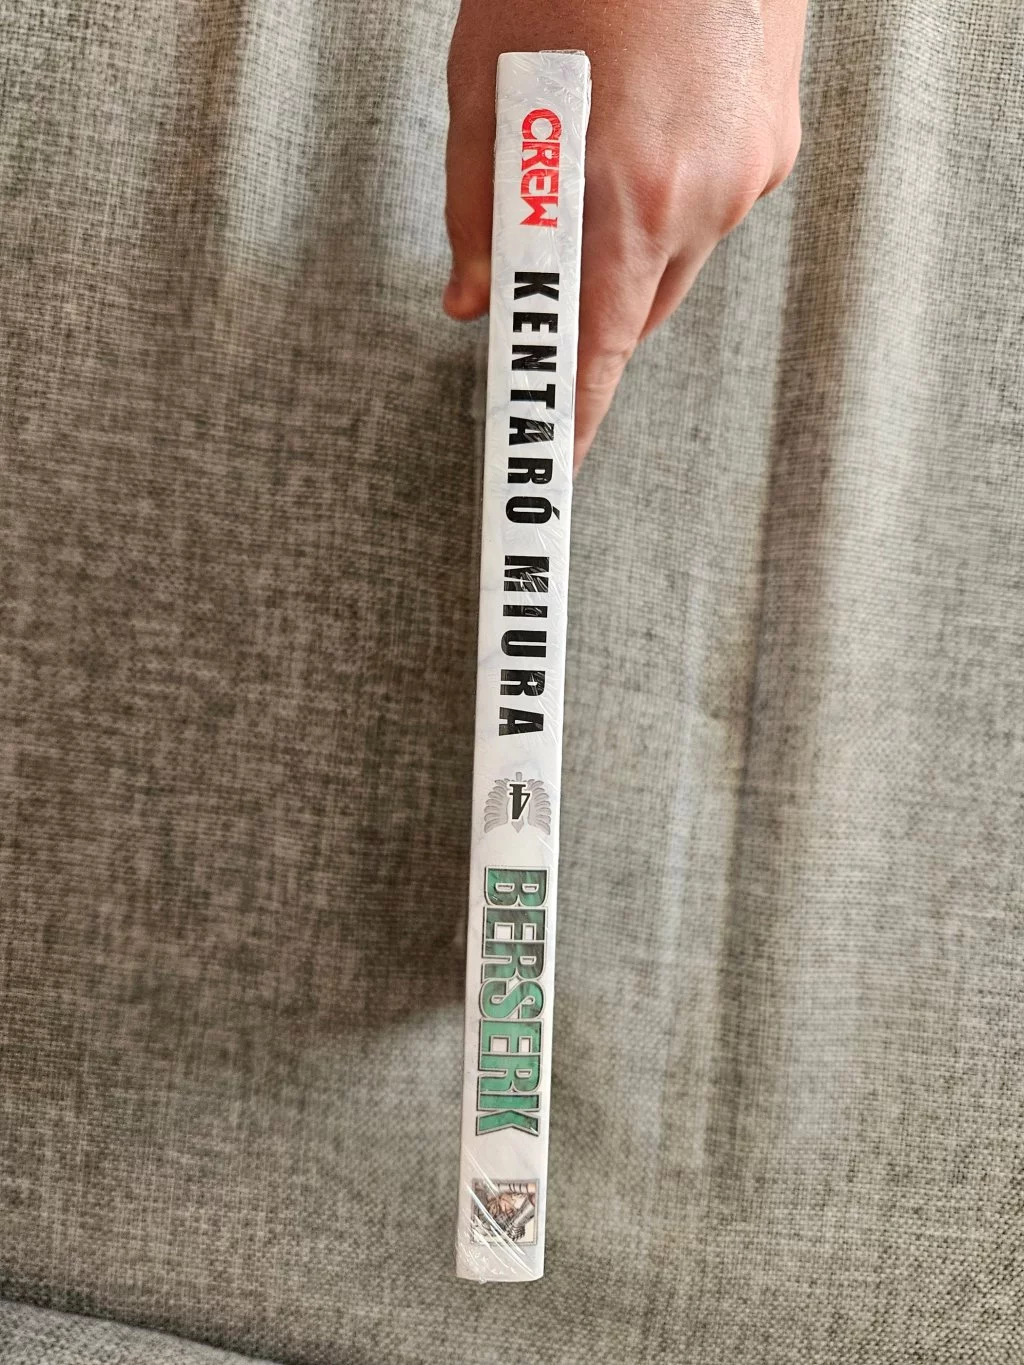 CREW
KENTARÓ MIURA
4
BERSERK